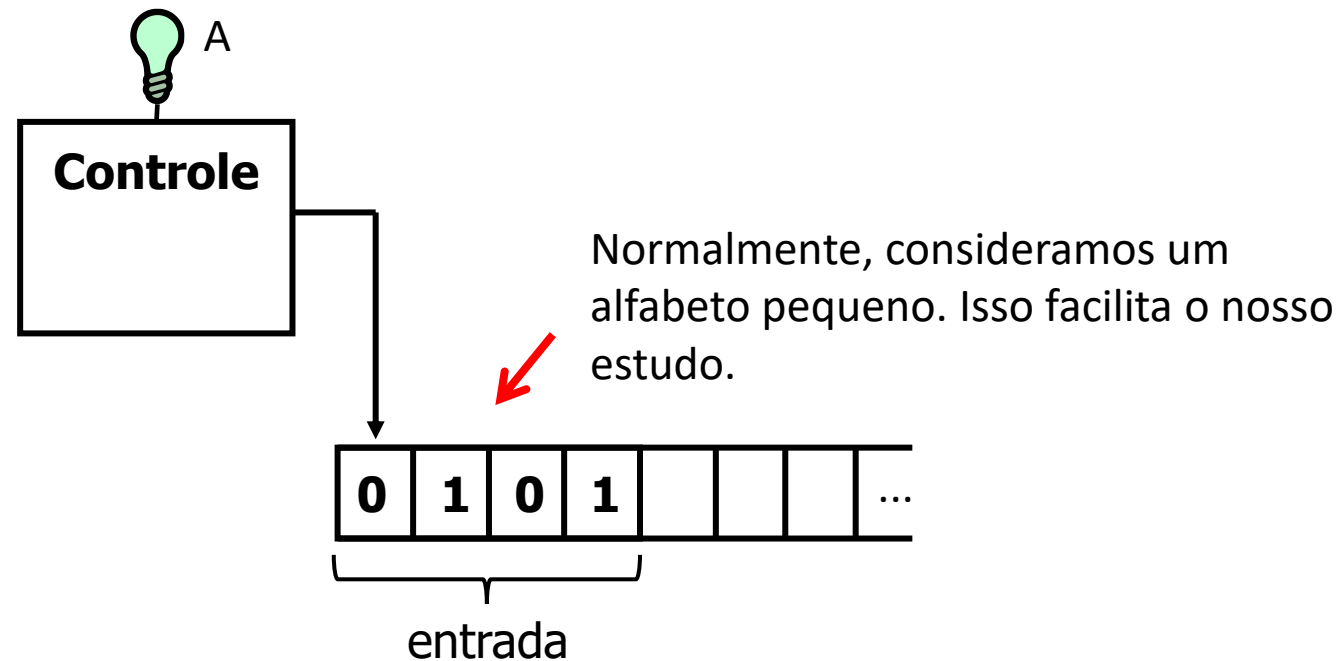 A
Controle
Normalmente, consideramos um
alfabeto pequeno. Isso facilita o nosso
estudo.
0 1 0 1 ...
entrada